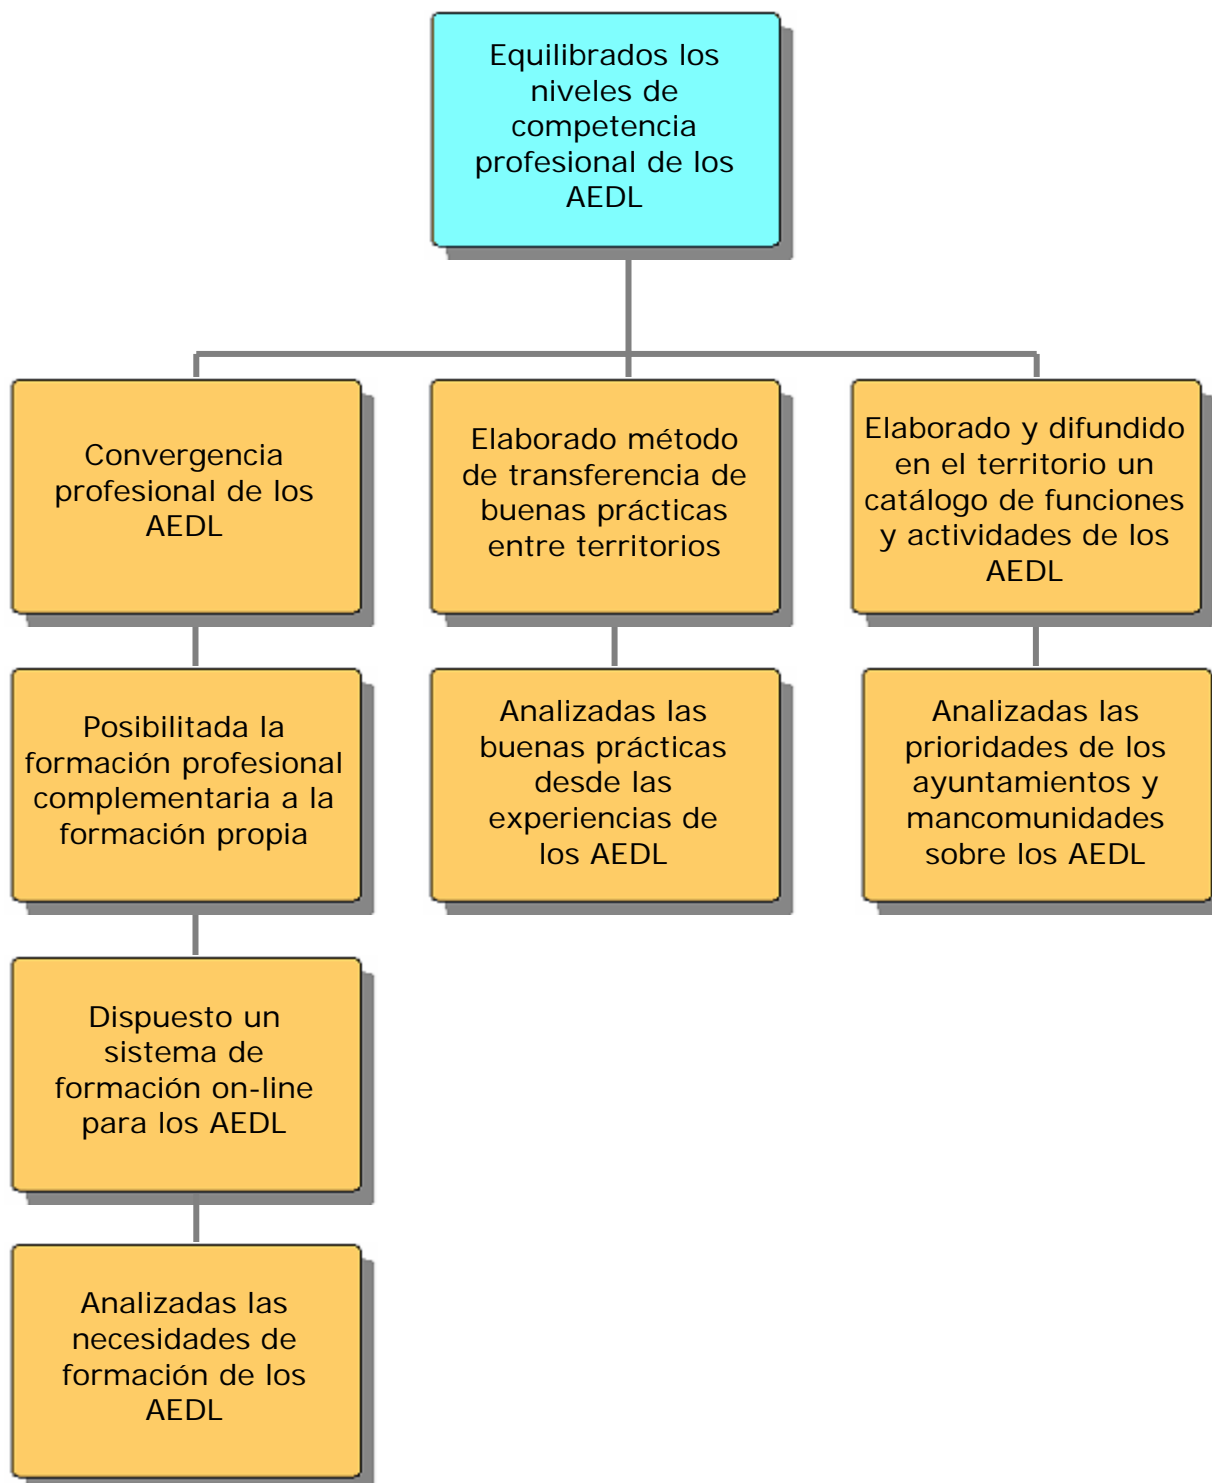 Equilibrados los
niveles de
competencia
profesional de los
AEDL
Convergencia
profesional de los
AEDL
Elaborado método
de transferencia de
buenas prácticas
entre territorios
Elaborado y difundido
en el territorio un
catálogo de funciones
y actividades de los
AEDL
Posibilitada la
formación profesional
complementaria a la
formación propia
Analizadas las
buenas prácticas
desde las
experiencias de
los AEDL
Analizadas las
prioridades de los
ayuntamientos y
mancomunidades
sobre los AEDL
Dispuesto un
sistema de
formación on-line
para los AEDL
Analizadas las
necesidades de
formación de los
AEDL